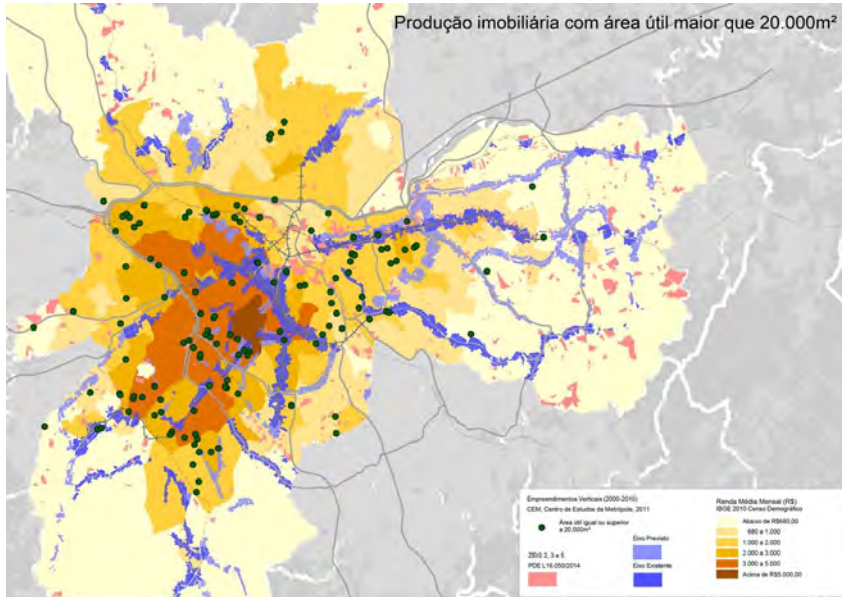 Produção imobiliária com área útil maior que 20.000m²
Empreendimentos Verticais (2000-2010)
CEM, Centro de Estudos da Metrópole, 2011
Área útil igual ou superior
a 20.000m²
ZEIS 2, 3 e 5
PDE L16.050/2014
Eixo Previsto
Eixo Existente
Renda Média Mensal (R$)
IBGE 2010 Censo Demográfico
Abaixo de R$680,00
680 a 1.000
1.000 a 2.000
2.000 a 3.000
3.000 a 5.000
Acima de R$5.000,00